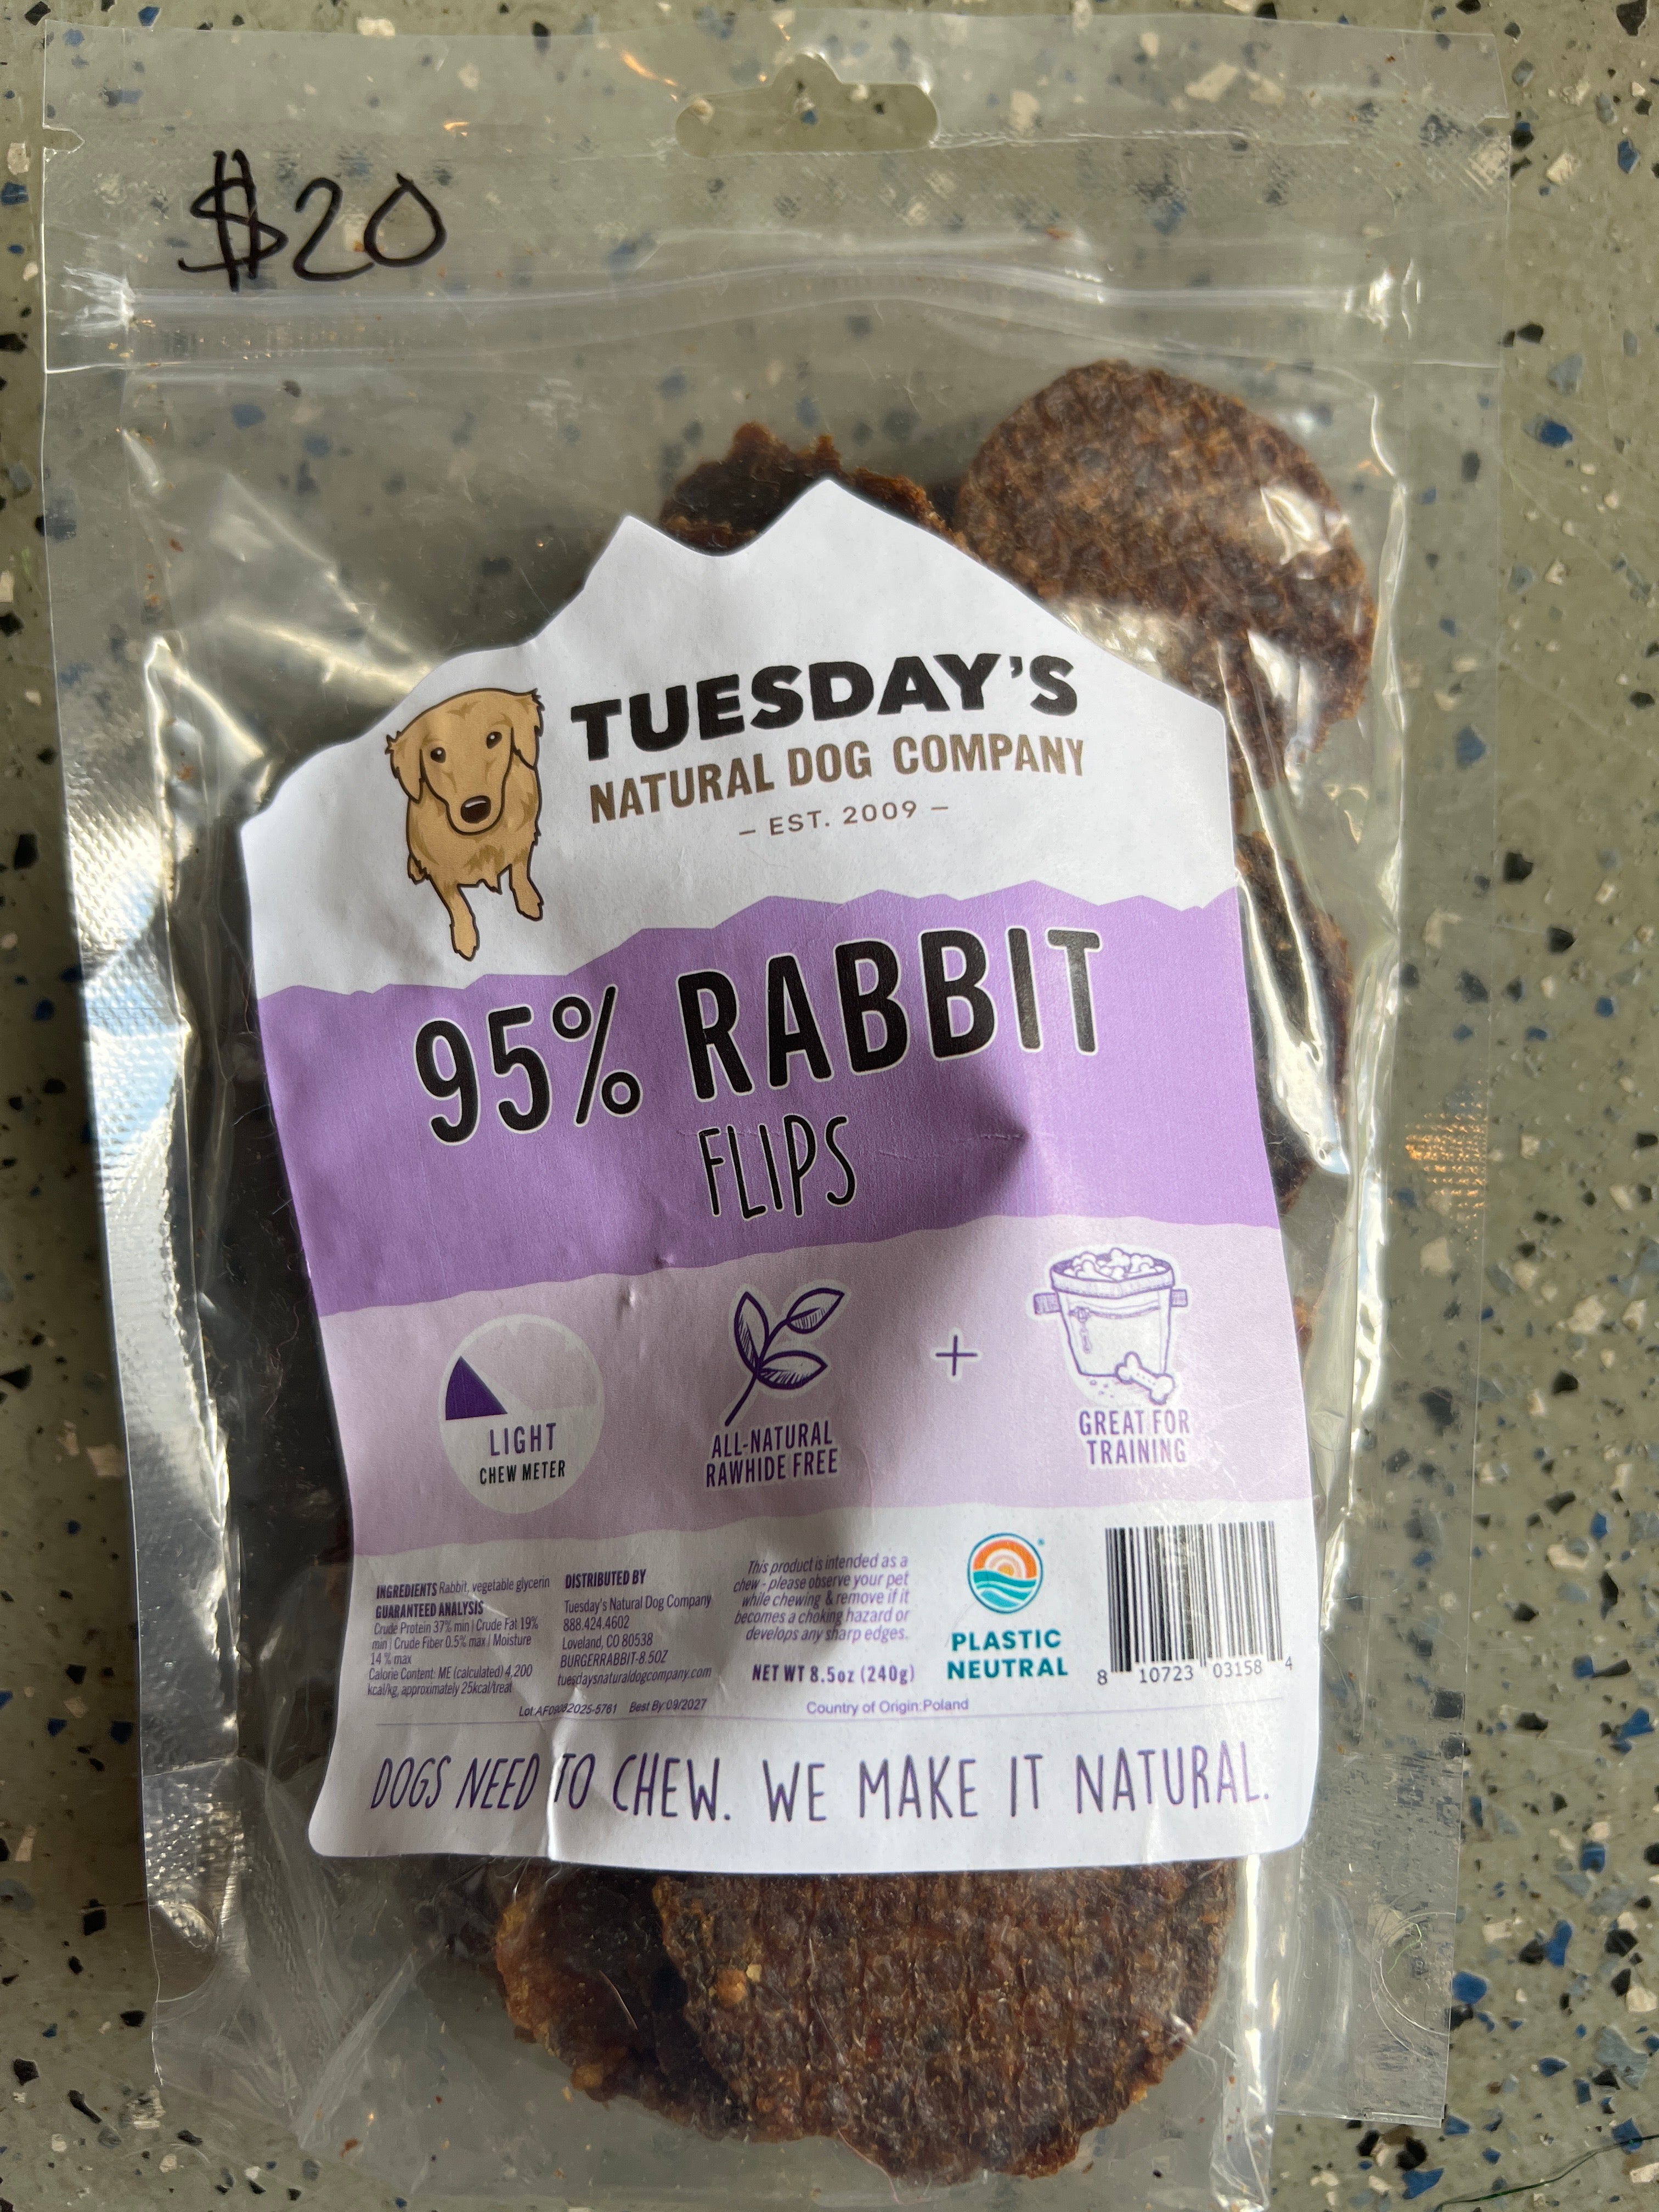 $20
TUESDAY'S
NATURAL DOG COMPANY
– EST. 2009 –
95% RABBIT
FLIPS
LIGHT
CHEW METER
ALL-NATURAL
RAWHIDE FREE
+
GREAT FOR
TRAINING
INGREDIENTS Rabbit, vegetable glycerin
GUARANTEED ANALYSIS
Crude Protein 37% min | Crude Fat 19%
min | Crude Fiber 0.5% max | Moisture
14 % max
Calorie Content: ME (calculated) 4,200
kcal/kg, approximately 25kcal/treat
DISTRIBUTED BY
Tuesday's Natural Dog Company
888.424.4602
Loveland, CO 80538
BURGERRABBIT-8.5OZ
tuesdaysnaturaldogcompany.com
This product is intended as a
chew - please observe your pet
while chewing & remove if it
becomes a choking hazard or
develops any sharp edges.
NET WT 8.5oz (240g)
PLASTIC
NEUTRAL
8 10723 03158 4
Best By:09/2027
Country of Origin:Poland
DOGS NEED TO CHEW. WE MAKE IT NATURAL.